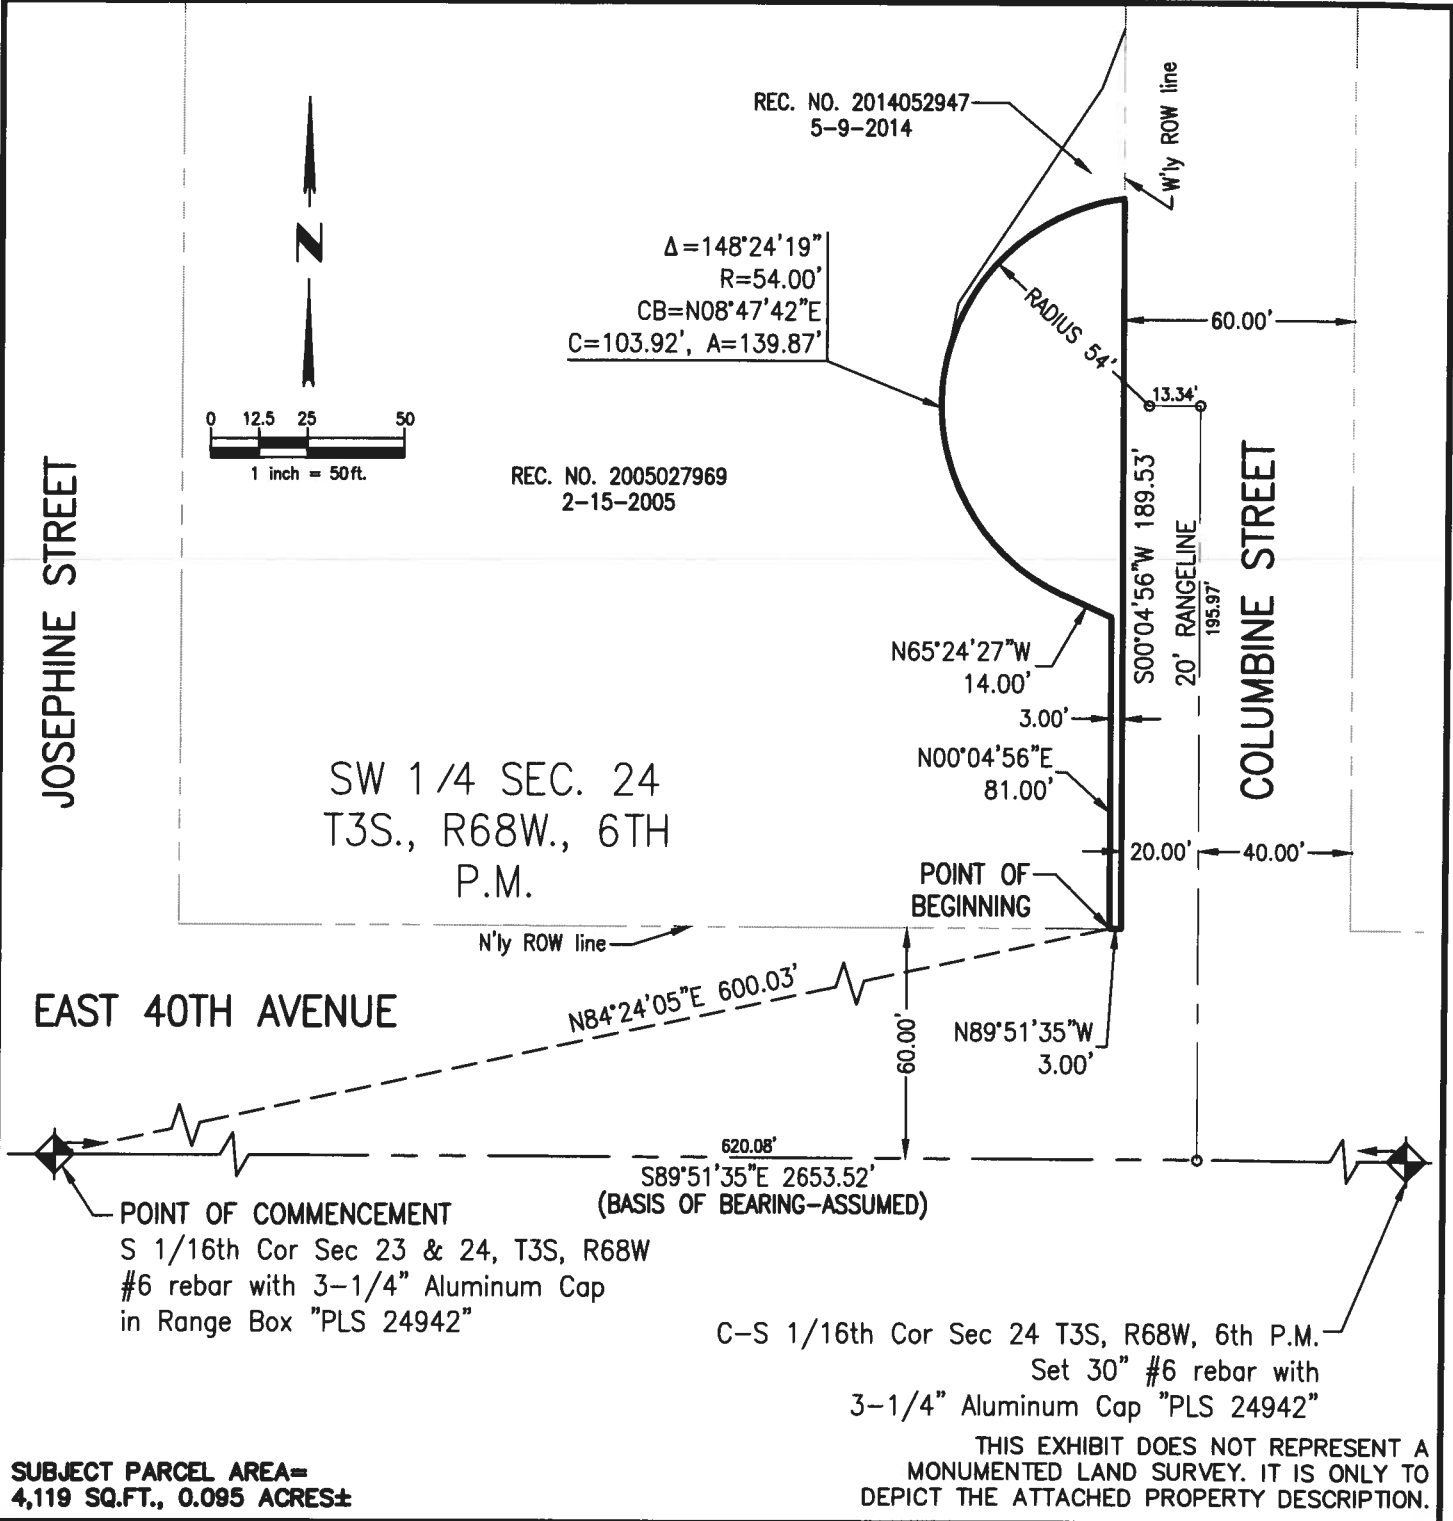 REC. NO. 2014052947
5-9-2014
W'ly ROW line
N
Δ=148°24'19"
R=54.00'
CB=N08°47'42"E
C=103.92', A=139.87'
RADIUS 54'
60.00'
13.34'
0 12.5 25 50
1 inch = 50ft.
REC. NO. 2005027969
2-15-2005
JOSEPHINE STREET
S00°04'56"W 189.53'
20' RANGELINE
195.97'
COLUMBINE STREET
N65°24'27"W
14.00'
3.00'
N00°04'56"E
81.00'
SW 1/4 SEC. 24
T3S., R68W., 6TH
P.M.
20.00'
40.00'
POINT OF
BEGINNING
N'ly ROW line
EAST 40TH AVENUE
N84°24'05"E 600.03'
60.00'
N89°51'35"W
3.00'
620.08'
S89°51'35"E 2653.52'
(BASIS OF BEARING-ASSUMED)
POINT OF COMMENCEMENT
S 1/16th Cor Sec 23 & 24, T3S, R68W
#6 rebar with 3-1/4" Aluminum Cap
in Range Box "PLS 24942"
C-S 1/16th Cor Sec 24 T3S, R68W, 6th P.M.
Set 30" #6 rebar with
3-1/4" Aluminum Cap "PLS 24942"
SUBJECT PARCEL AREA=
4,119 SQ.FT., 0.095 ACRES±
THIS EXHIBIT DOES NOT REPRESENT A
MONUMENTED LAND SURVEY. IT IS ONLY TO
DEPICT THE ATTACHED PROPERTY DESCRIPTION.